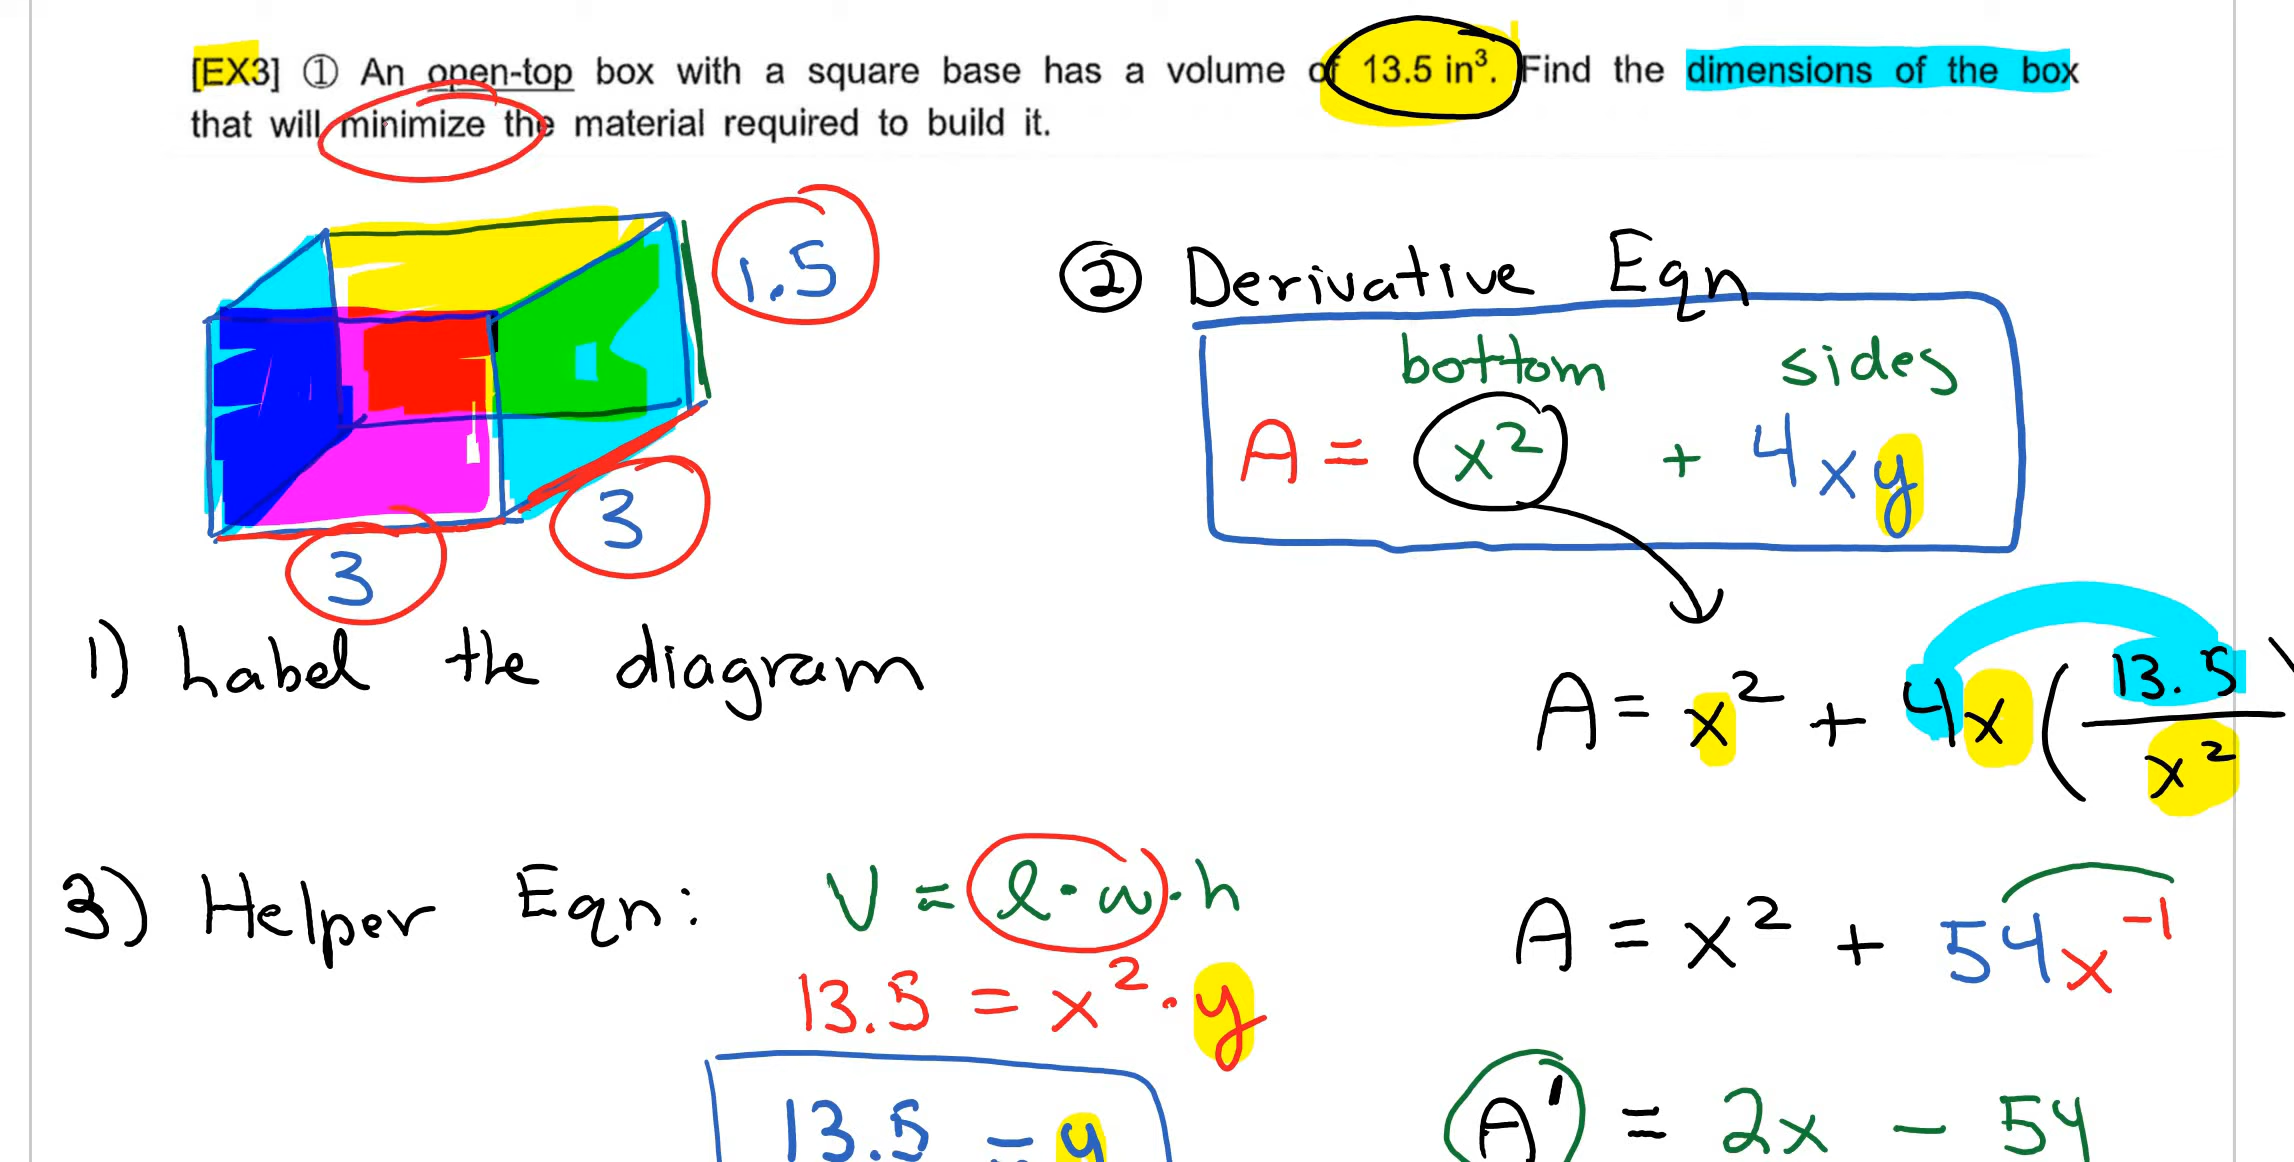 [EX3] ① An open-top box with a square base has a volume of 13.5 in³. Find the dimensions of the box
that will minimize the material required to build it.
1.5
3
3
1) Label the diagram
② Derivative Eqn
bottom sides
A = x² + 4xy
A = x² + 4x(13.5/x²)
3) Helper Eqn: V = l · w · h
13.5 = x² · y
13.5 = y
A = x² + 54x⁻¹
A' = 2x - 54